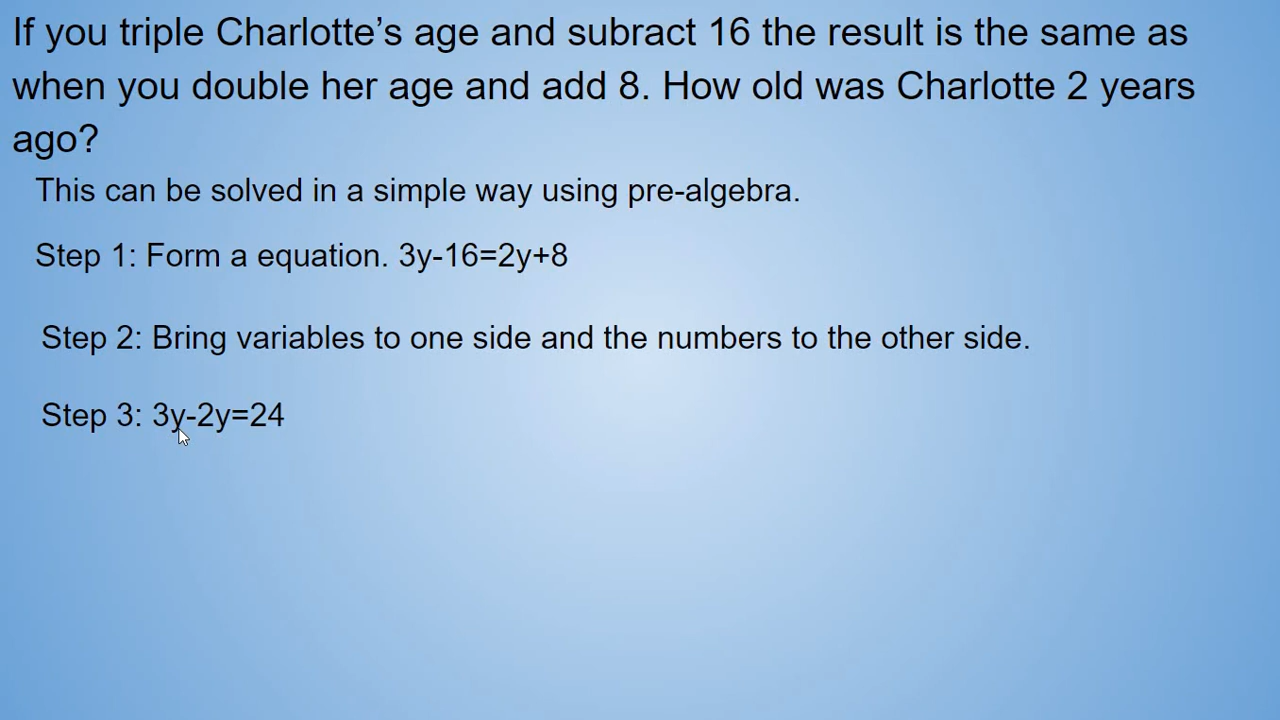 If you triple Charlotte’s age and subract 16 the result is the same as
when you double her age and add 8. How old was Charlotte 2 years
ago?
This can be solved in a simple way using pre-algebra.
Step 1: Form a equation. 3y-16=2y+8
Step 2: Bring variables to one side and the numbers to the other side.
Step 3: 3y-2y=24